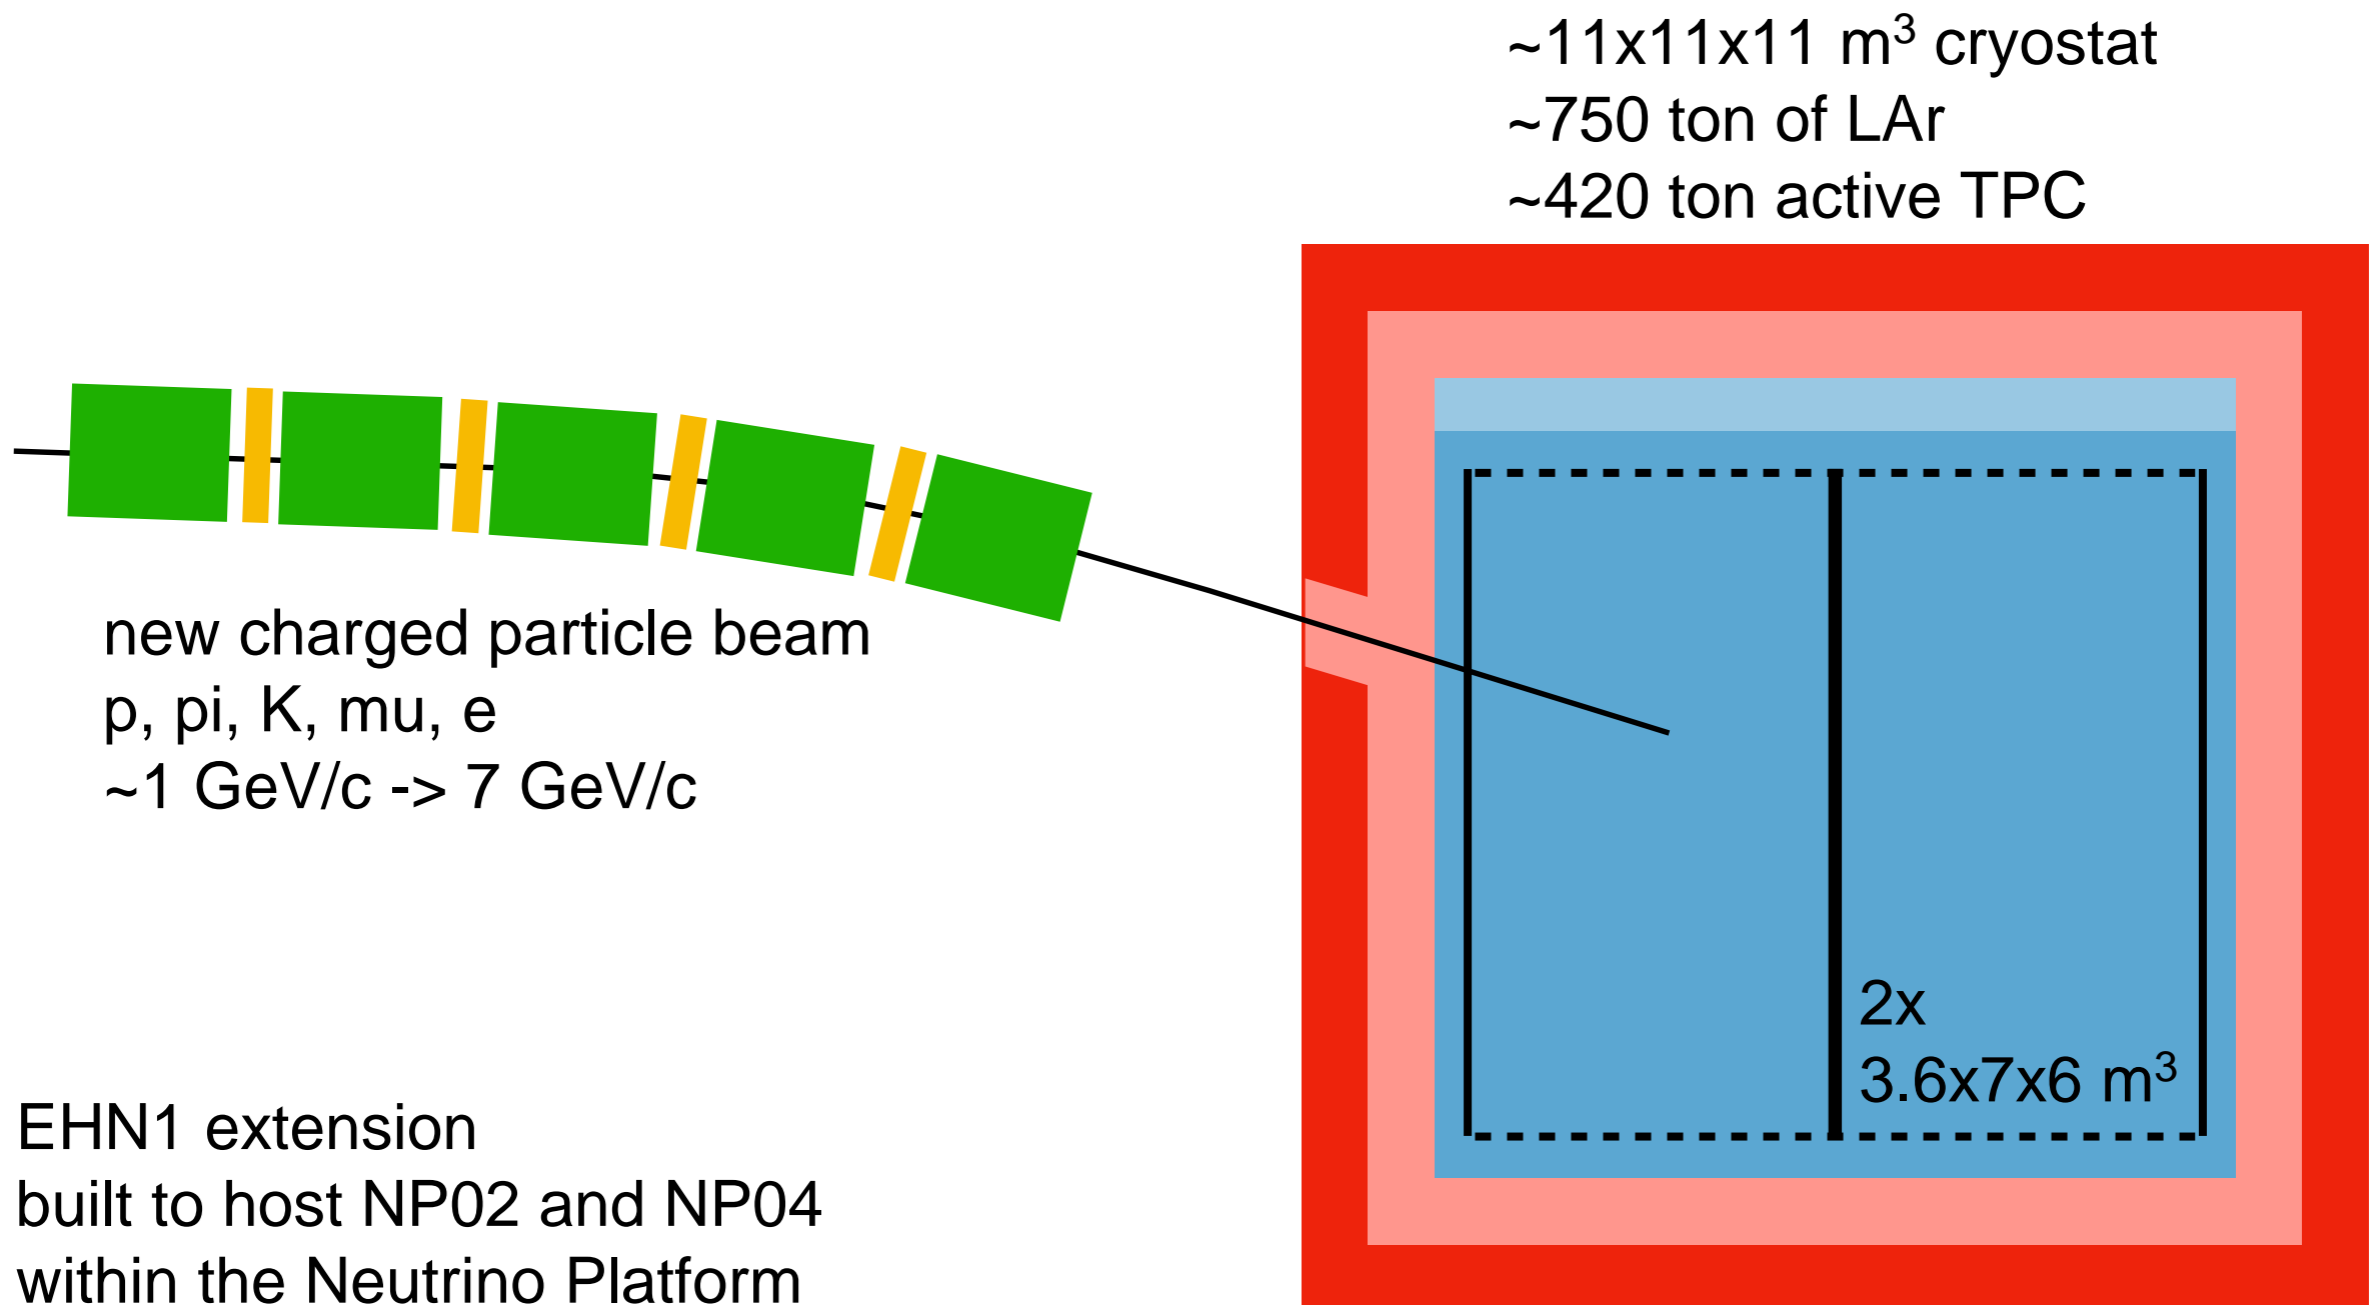 ~11x11x11 m³ cryostat
~750 ton of LAr
~420 ton active TPC
new charged particle beam
p, pi, K, mu, e
~1 GeV/c -> 7 GeV/c
2x
3.6x7x6 m³
EHN1 extension
built to host NP02 and NP04
within the Neutrino Platform